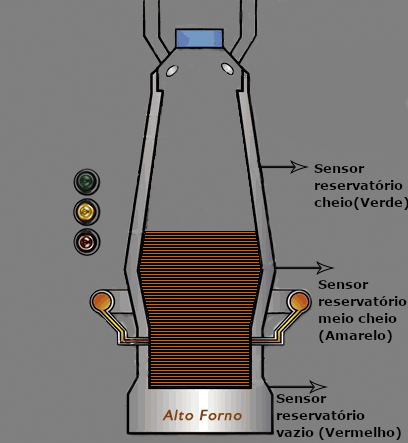 Sensor
reservatório
cheio(Verde)
Sensor
reservatório
meio cheio
(Amarelo)
Sensor
reservatório
vazio (Vermelho)
Alto Forno